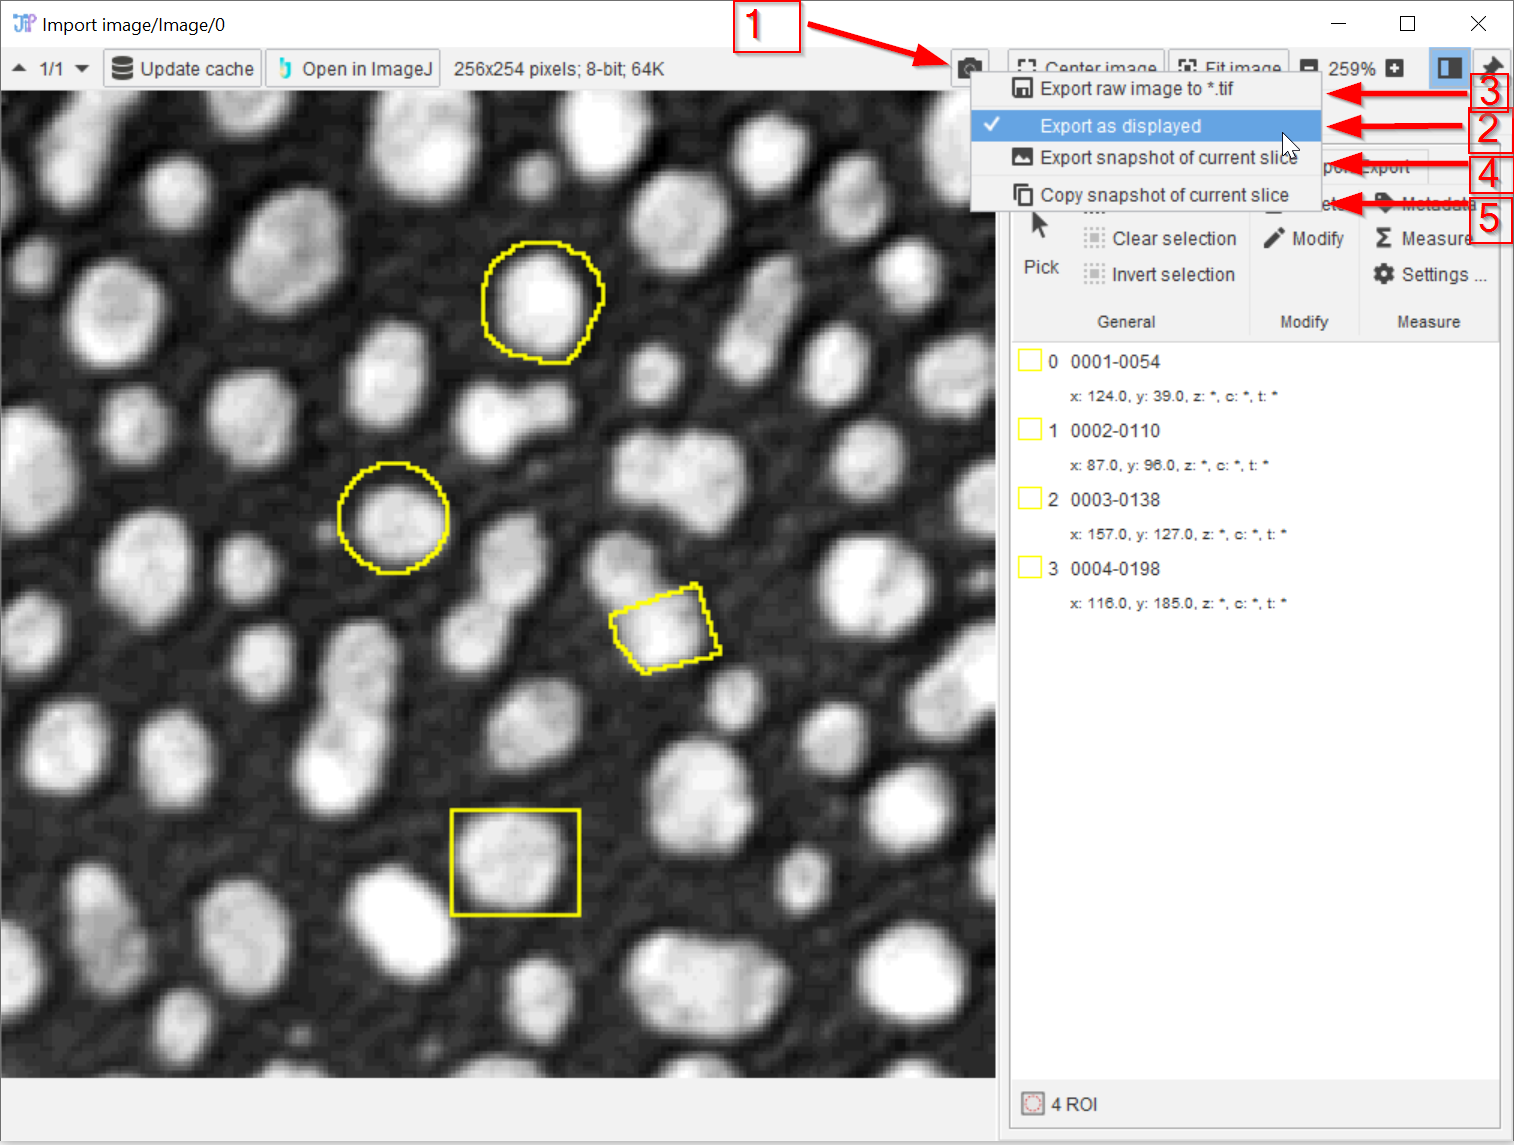 JIP Import image/Image/0
1
1/1 Update cache Open in ImageJ 256x254 pixels; 8-bit; 64K Center image Fit image 259%
Export raw image to *.tif
3
Export as displayed
2
Export snapshot of current slice
Export
4
Copy snapshot of current slice
Metadata
5
Clear selection Modify Measure
Pick
Invert selection Settings ...
General Modify Measure
0 0001-0054
x: 124.0, y: 39.0, z: *, c: *, t: *
1 0002-0110
x: 87.0, y: 96.0, z: *, c: *, t: *
2 0003-0138
x: 157.0, y: 127.0, z: *, c: *, t: *
3 0004-0198
x: 116.0, y: 185.0, z: *, c: *, t: *
4 ROI